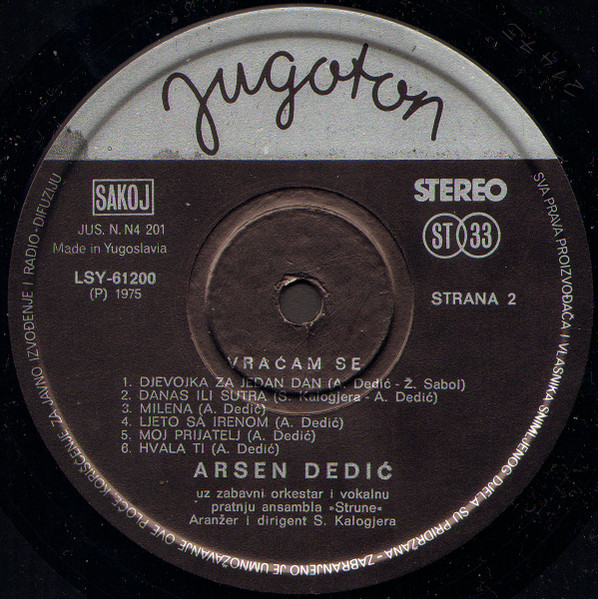 jugoton
SAKOJ
JUS. N. N4 201
Made in Yugoslavia
LSY-61200
(P) 1975
STEREO
ST 33
STRANA 2
VRAĆAM SE
1. DJEVOJKA ZA JEDAN DAN (A. Dedić - Ž. Sabol)
2. DANAS ILI SUTRA (S. Kalogjera - A. Dedić)
3. MILENA (A. Dedić)
4. LJETO SA IRENOM (A. Dedić)
5. MOJ PRIJATELJ (A. Dedić)
6. HVALA TI (A. Dedić)
ARSEN DEDIĆ
uz zabavni orkestar i vokalnu
pratnju ansambla »Strune«
Aranžer i dirigent S. Kalogjera
SVA PRAVA PROIZVOĐAČA I VLASNIKA SNIMLJENOG DJELA SU PRIDRŽANA - ZABRANJENO JE UMNOŽAVANJE OVE PLOČE, KORIŠĆENJE ZA JAVNO IZVOĐENJE I RADIO-DIFUZIJU